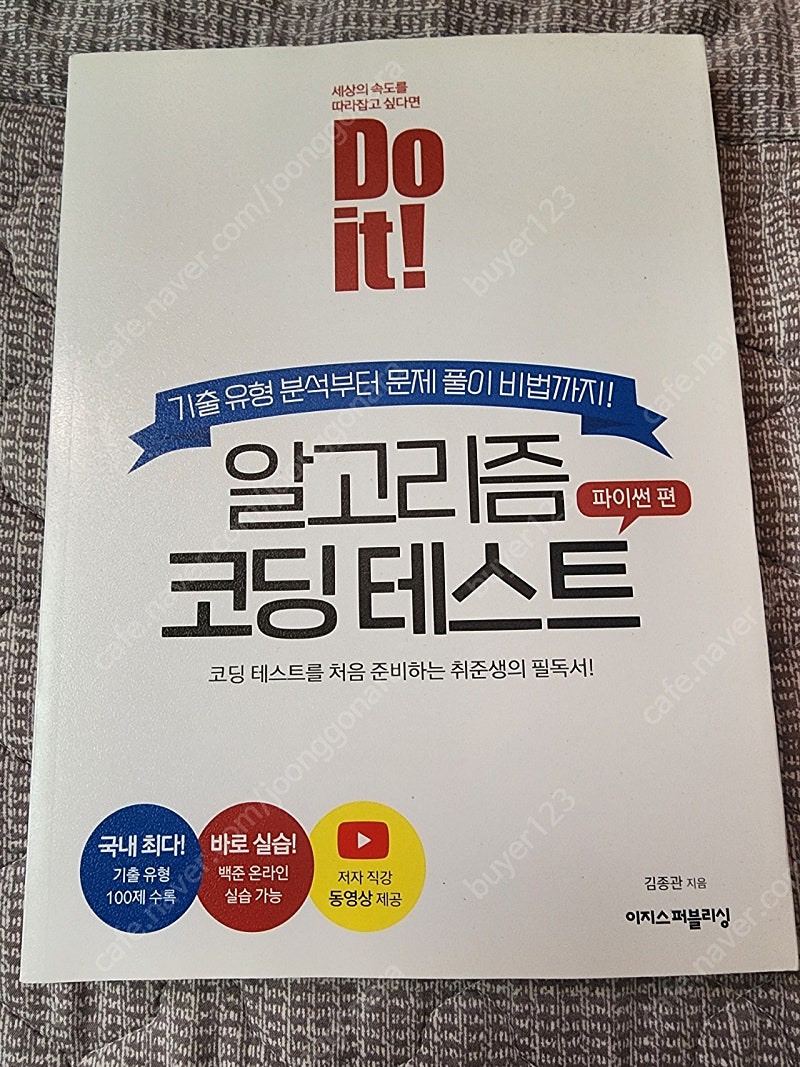 세상의 속도를
따라잡고 싶다면
Do
it!
기출 유형 분석부터 문제 풀이 비법까지!
알고리즘
파이썬 편
코딩 테스트
코딩 테스트를 처음 준비하는 취준생의 필독서!
국내 최다!
기출 유형
100제 수록
바로 실습!
백준 온라인
실습 가능
저자 직강
동영상 제공
김종관 지음
이지스퍼블리싱
cafe.naver.com/joonggonara
buyer123